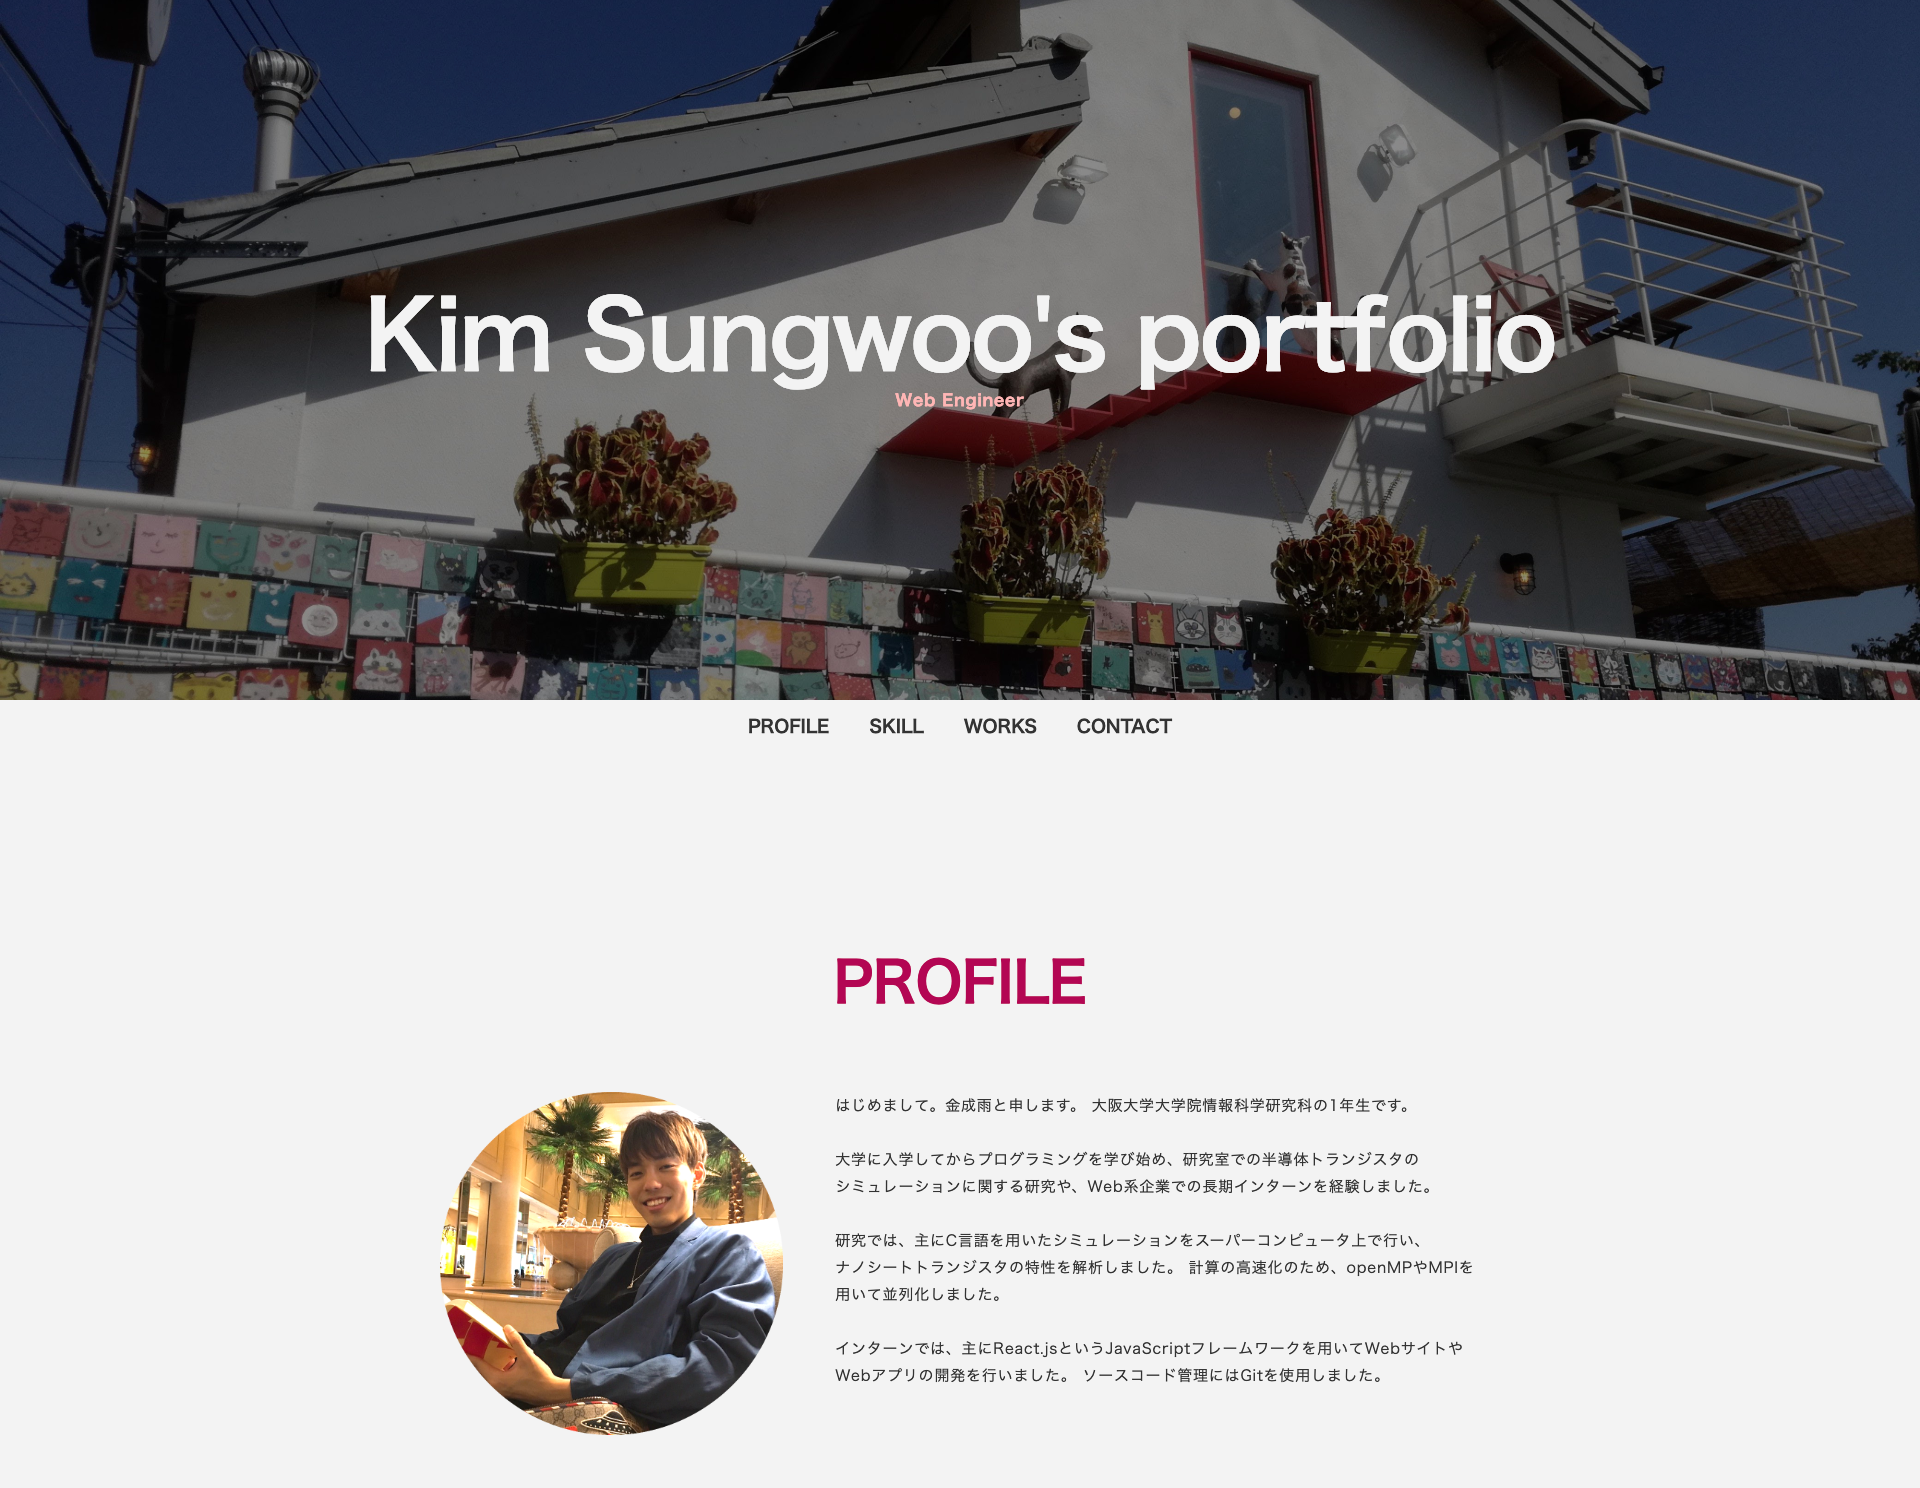 Kim Sungwoo's portfolio
Web Engineer
PROFILE SKILL WORKS CONTACT
PROFILE
はじめまして。金成雨と申します。 大阪大学大学院情報科学研究科の1年生です。
大学に入学してからプログラミングを学び始め、研究室での半導体トランジスタの
シミュレーションに関する研究や、Web系企業での長期インターンを経験しました。
研究では、主にC言語を用いたシミュレーションをスーパーコンピュータ上で行い、
ナノシートトランジスタの特性を解析しました。 計算の高速化のため、openMPやMPIを
用いて並列化しました。
インターンでは、主にReact.jsというJavaScriptフレームワークを用いてWebサイトや
Webアプリの開発を行いました。 ソースコード管理にはGitを使用しました。